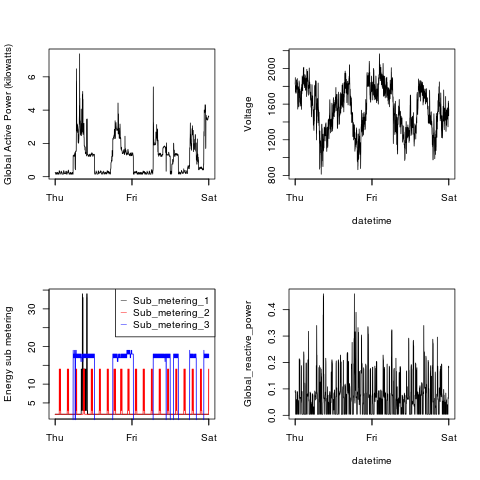 Global Active Power (kilowatts)
0 2 4 6
Thu Fri Sat
Voltage
800 1200 1600 2000
Thu Fri Sat
datetime
Energy sub metering
5 10 20 30
Sub_metering_1
Sub_metering_2
Sub_metering_3
Thu Fri Sat
Global_reactive_power
0.0 0.1 0.2 0.3 0.4
Thu Fri Sat
datetime